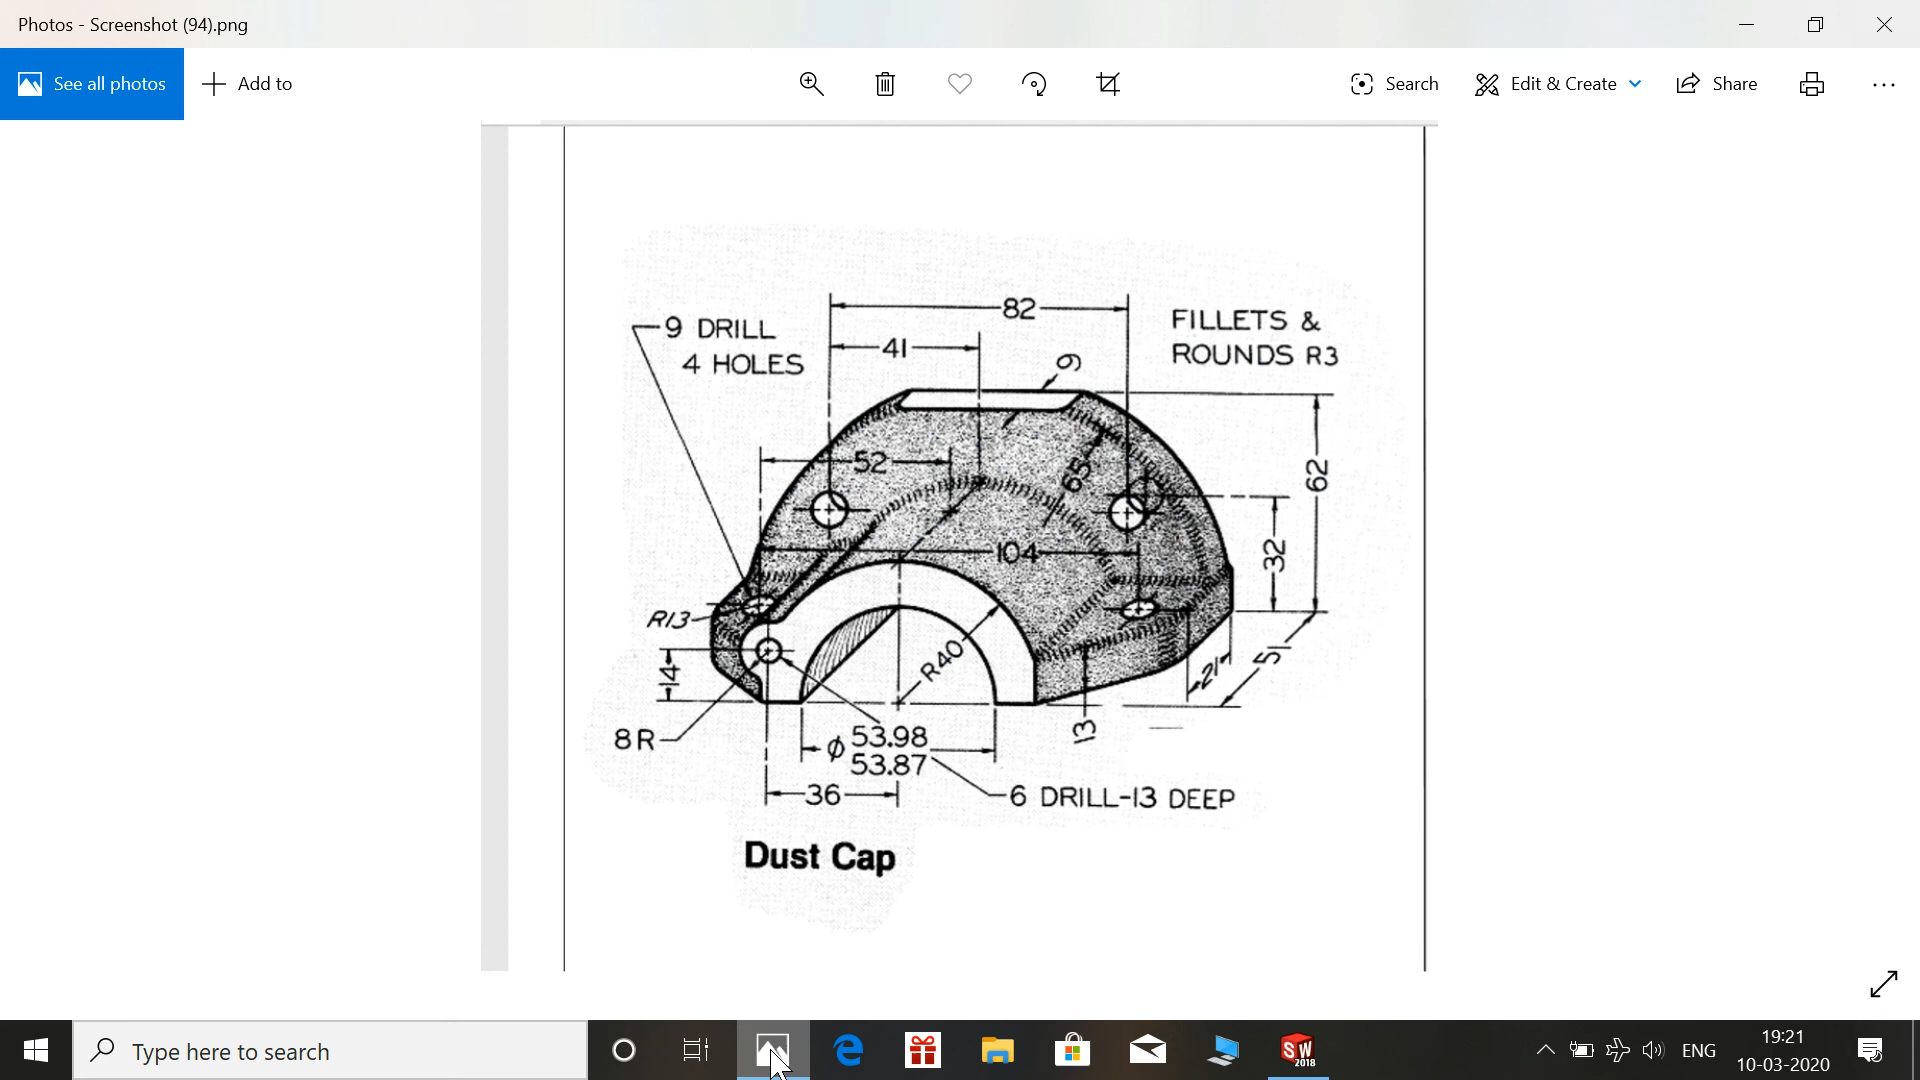 Photos - Screenshot (94).png
See all photos
Add to
Search
Edit & Create
Share
82
9 DRILL
4 HOLES
FILLETS &
ROUNDS R3
41
9
52
65
62
104
32
R13
R40
14
51
21
13
8R
φ 53.98
53.87
36
6 DRILL-13 DEEP
Dust Cap
Type here to search
SW
2018
ENG
19:21
10-03-2020